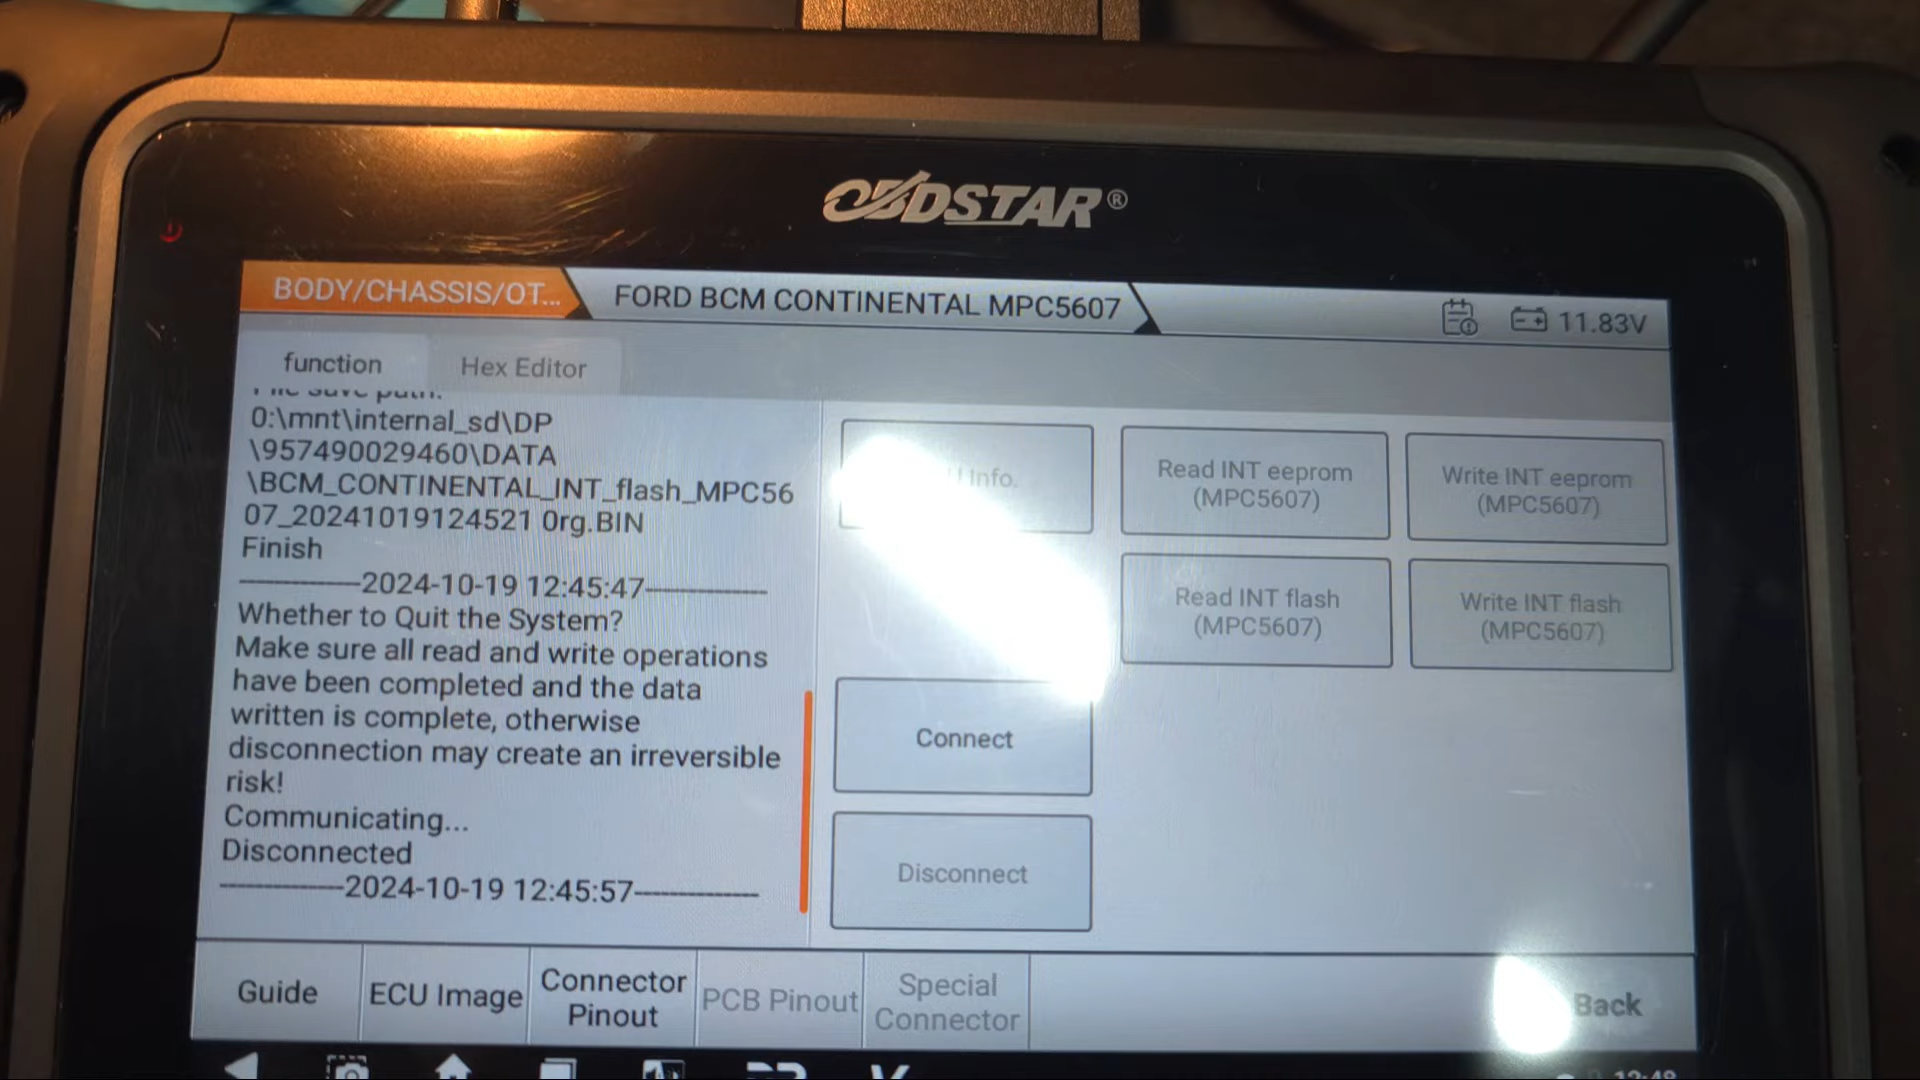 OBDSTAR®
BODY/CHASSIS/OT...
FORD BCM CONTINENTAL MPC5607
11.83V
function
Hex Editor
File save path:
0:\mnt\internal_sd\DP
\957490029460\DATA
\BCM_CONTINENTAL_INT_flash_MPC56
07_20241019124521 0rg.BIN
Finish
2024-10-19 12:45:47
Whether to Quit the System?
Make sure all read and write operations
have been completed and the data
written is complete, otherwise
disconnection may create an irreversible
risk!
Communicating...
Disconnected
2024-10-19 12:45:57
Info.
Read INT eeprom
(MPC5607)
Write INT eeprom
(MPC5607)
Read INT flash
(MPC5607)
Write INT flash
(MPC5607)
Connect
Disconnect
Guide
ECU Image
Connector
Pinout
PCB Pinout
Special
Connector
Back